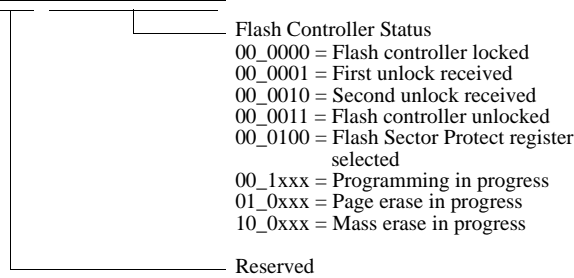 Flash Controller Status
00_0000 = Flash controller locked
00_0001 = First unlock received
00_0010 = Second unlock received
00_0011 = Flash controller unlocked
00_0100 = Flash Sector Protect register
selected
00_1xxx = Programming in progress
01_0xxx = Page erase in progress
10_0xxx = Mass erase in progress
Reserved